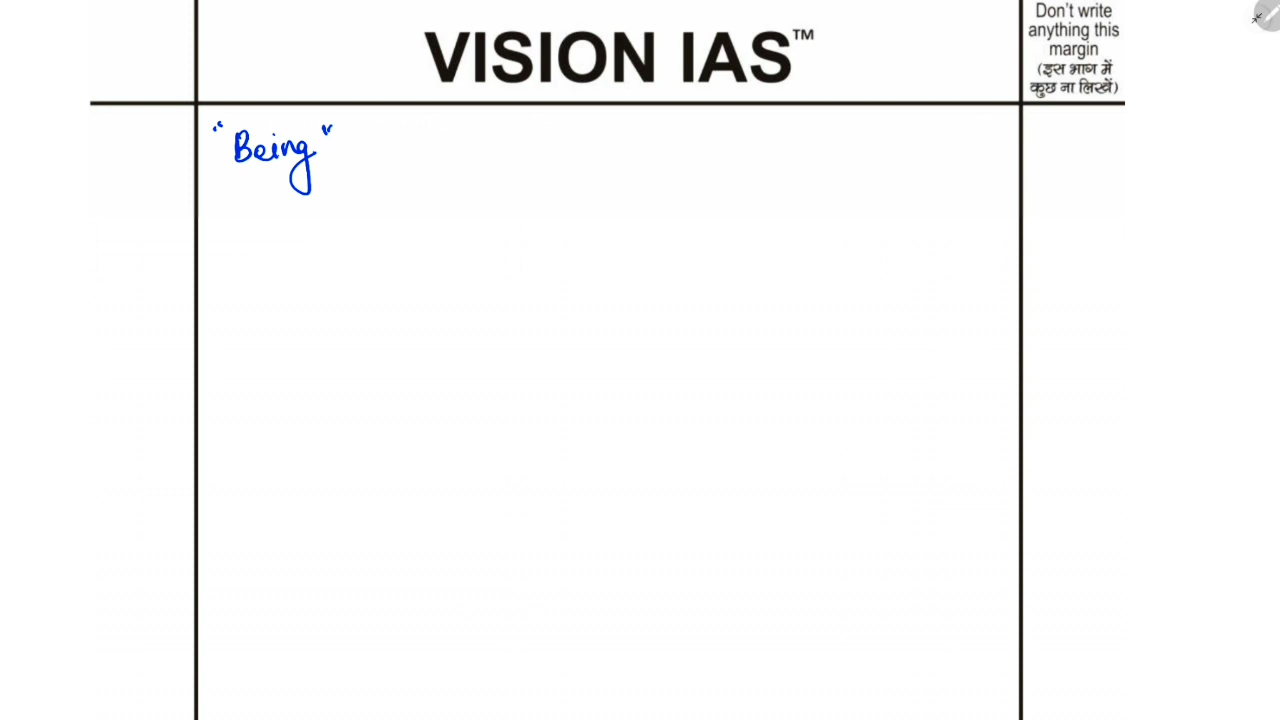 VISION IAS™
Don't write
anything this
margin
(इस भाग में
कुछ ना लिखें)
"Being"